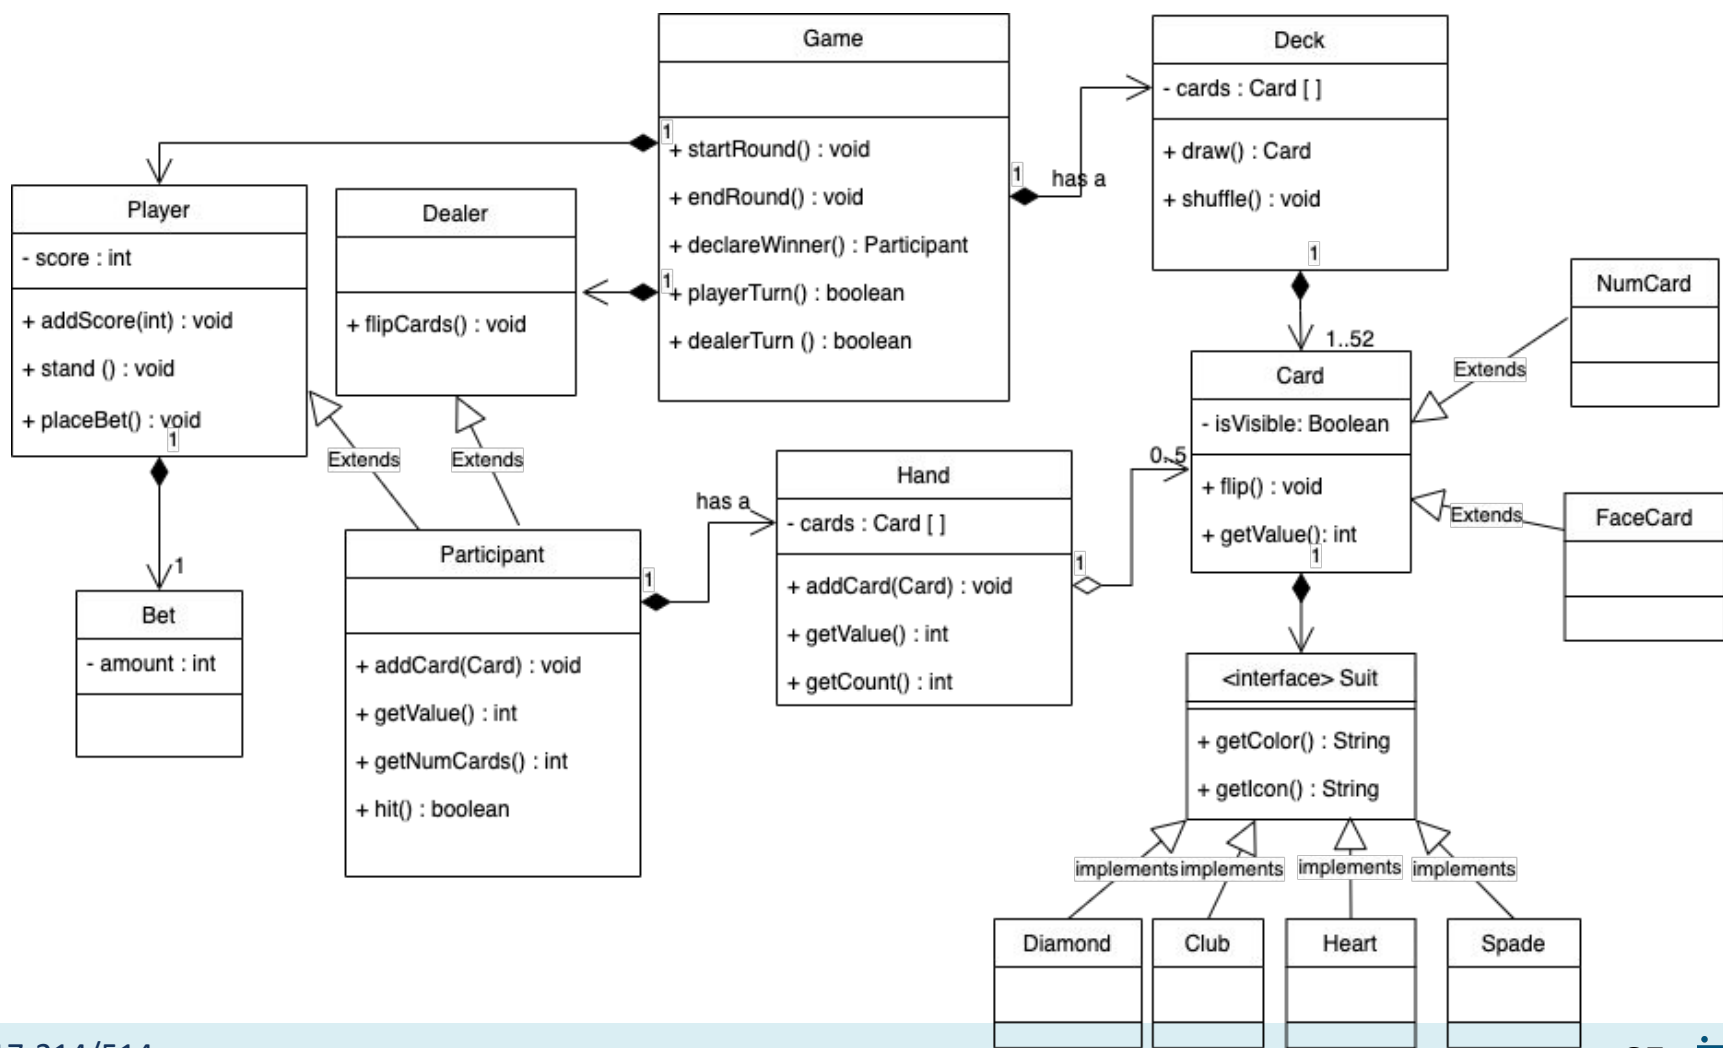 Game
+ startRound() : void
+ endRound() : void
+ declareWinner() : Participant
+ playerTurn() : boolean
+ dealerTurn () : boolean
1
1
1
has a
Deck
- cards : Card [ ]
+ draw() : Card
+ shuffle() : void
1
1..52
Player
- score : int
+ addScore(int) : void
+ stand () : void
+ placeBet() : void
1
1
Dealer
+ flipCards() : void
Extends
Extends
Bet
- amount : int
Participant
+ addCard(Card) : void
+ getValue() : int
+ getNumCards() : int
+ hit() : boolean
1
has a
Hand
- cards : Card [ ]
+ addCard(Card) : void
+ getValue() : int
+ getCount() : int
1
0..5
Card
- isVisible: Boolean
+ flip() : void
+ getValue(): int
1
NumCard
Extends
FaceCard
Extends
<interface> Suit
+ getColor() : String
+ getIcon() : String
implements
implements
implements
implements
Diamond
Club
Heart
Spade